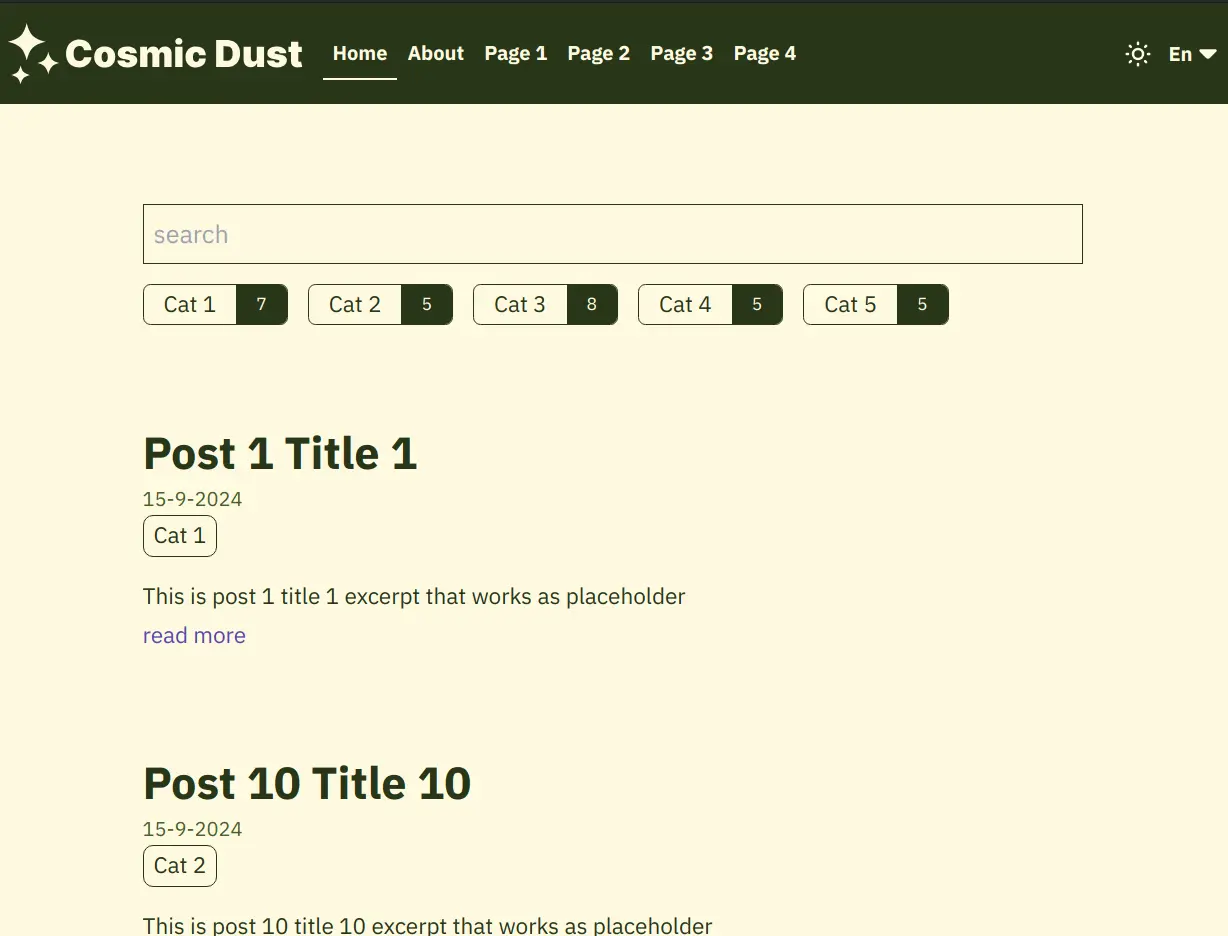 Cosmic Dust Home About Page 1 Page 2 Page 3 Page 4 En
search
Cat 1 7 Cat 2 5 Cat 3 8 Cat 4 5 Cat 5 5
Post 1 Title 1
15-9-2024
Cat 1
This is post 1 title 1 excerpt that works as placeholder
read more
Post 10 Title 10
15-9-2024
Cat 2
This is post 10 title 10 excerpt that works as placeholder